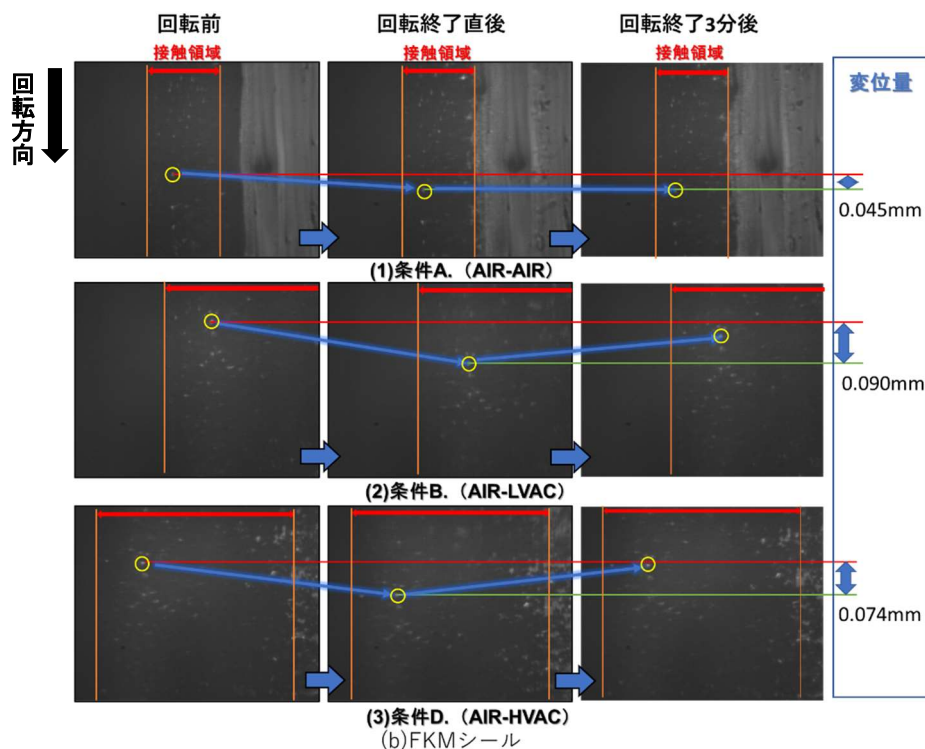 回転前
回転終了直後
回転終了3分後
接触領域
接触領域
接触領域
回転方向
変位量
0.045mm
(1)条件A.（AIR-AIR）
0.090mm
(2)条件B.（AIR-LVAC）
0.074mm
(3)条件D.（AIR-HVAC）
(b)FKMシール